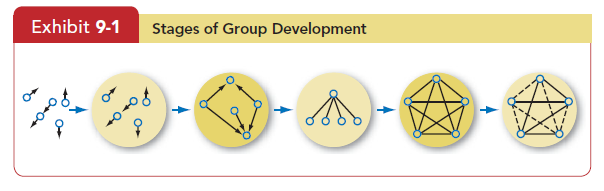 Exhibit 9-1
Stages of Group Development